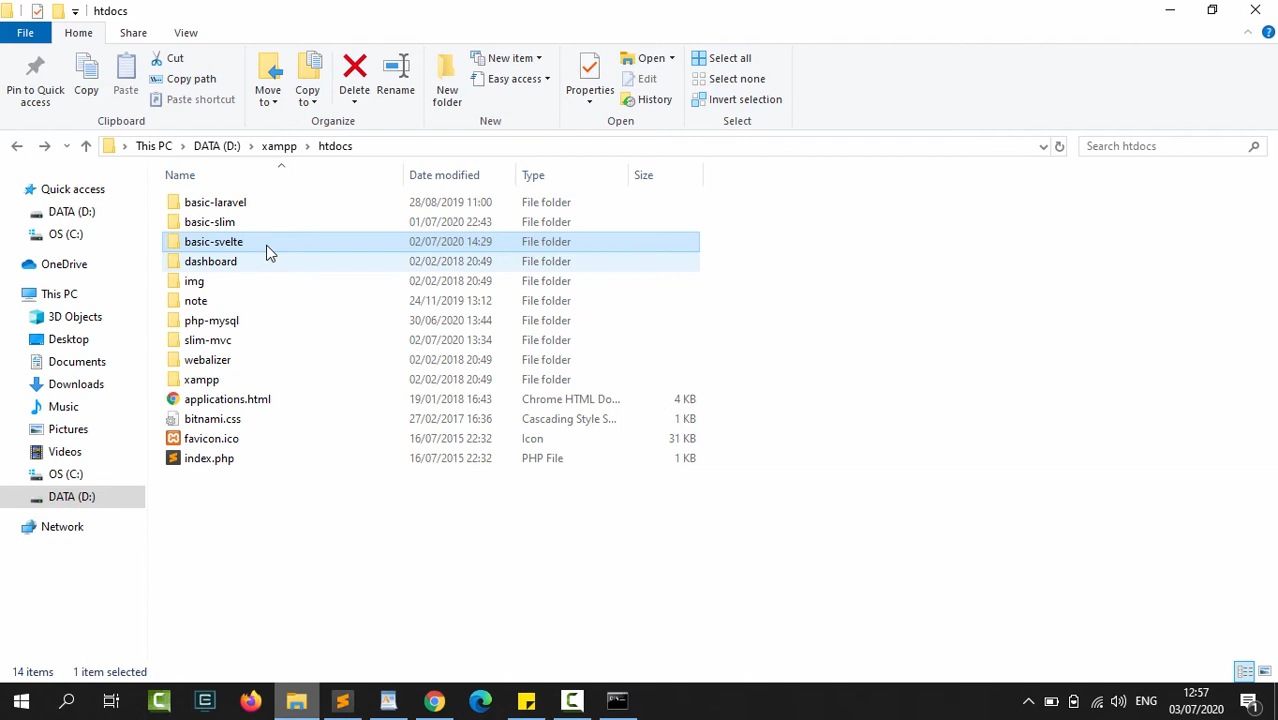 htdocs
File Home Share View
Pin to Quick access
Copy
Paste
Cut
Copy path
Paste shortcut
Clipboard
Move to
Copy to
Delete
Rename
Organize
New folder
New item
Easy access
New
Properties
Open
Edit
History
Open
Select all
Select none
Invert selection
Select
This PC DATA (D:) xampp htdocs
Search htdocs
Quick access
DATA (D:)
OS (C:)
OneDrive
This PC
3D Objects
Desktop
Documents
Downloads
Music
Pictures
Videos
OS (C:)
DATA (D:)
Network
Name Date modified Type Size
basic-laravel 28/08/2019 11:00 File folder
basic-slim 01/07/2020 22:43 File folder
basic-svelte 02/07/2020 14:29 File folder
dashboard 02/02/2018 20:49 File folder
img 02/02/2018 20:49 File folder
note 24/11/2019 13:12 File folder
php-mysql 30/06/2020 13:44 File folder
slim-mvc 02/07/2020 13:34 File folder
webalizer 02/02/2018 20:49 File folder
xampp 02/02/2018 20:49 File folder
applications.html 19/01/2018 16:43 Chrome HTML Do... 4 KB
bitnami.css 27/02/2017 16:36 Cascading Style S... 1 KB
favicon.ico 16/07/2015 22:32 Icon 31 KB
index.php 16/07/2015 22:32 PHP File 1 KB
14 items 1 item selected
ENG
12:57
03/07/2020